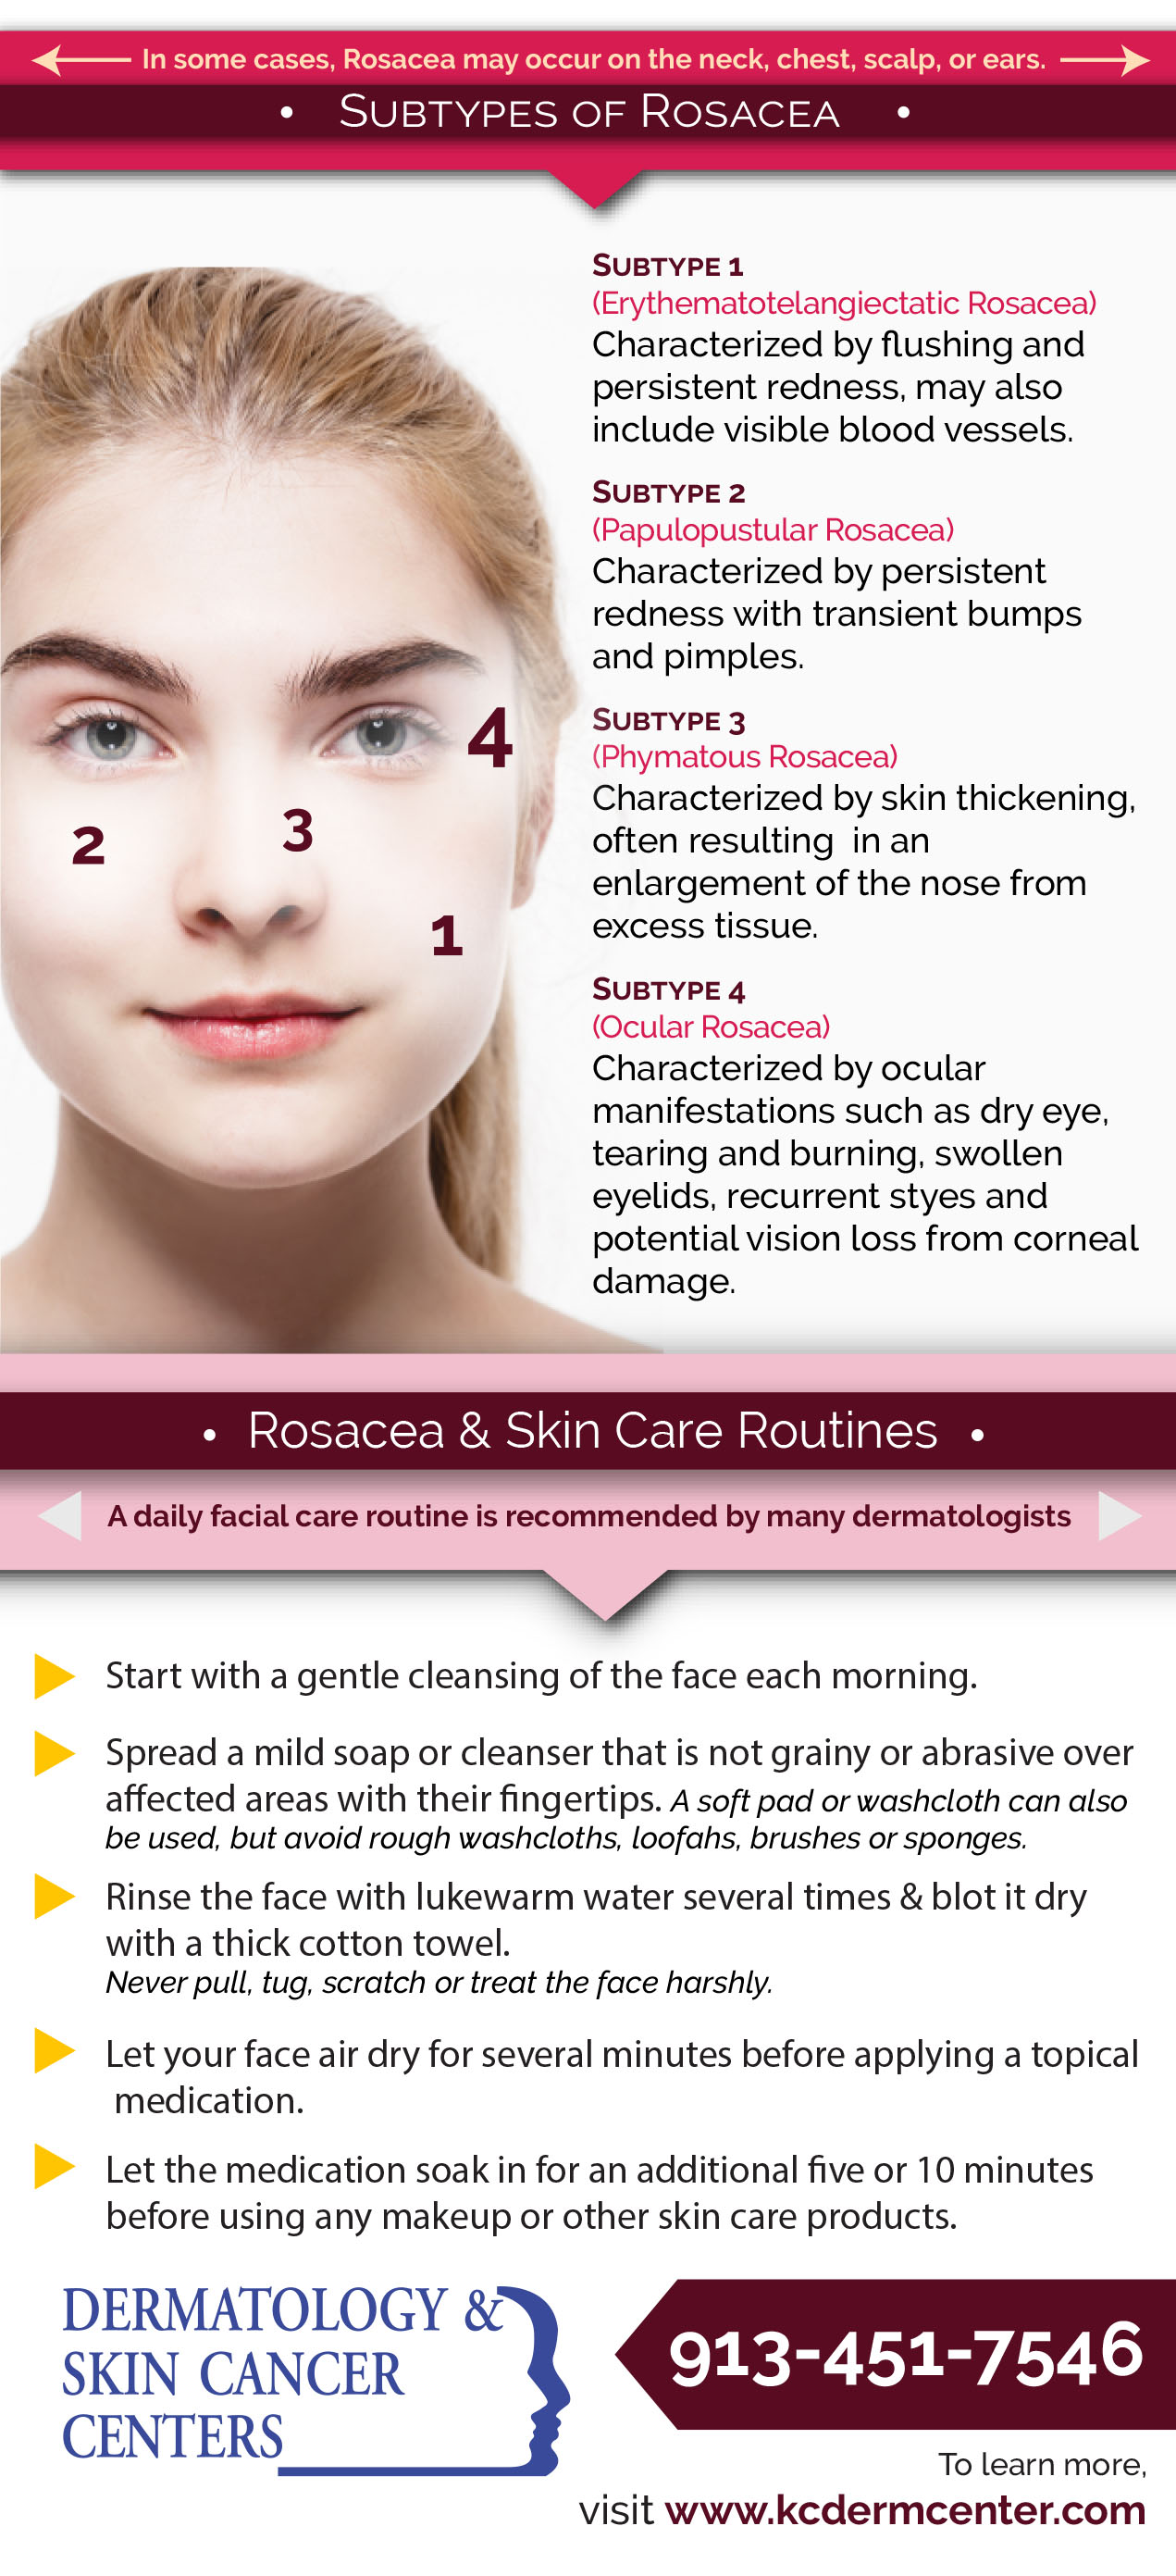 In some cases, Rosacea may occur on the neck, chest, scalp, or ears.
• SUBTYPES OF ROSACEA •
SUBTYPE 1
(Erythematotelangiectatic Rosacea)
Characterized by flushing and
persistent redness, may also
include visible blood vessels.
SUBTYPE 2
(Papulopustular Rosacea)
Characterized by persistent
redness with transient bumps
and pimples.
SUBTYPE 3
(Phymatous Rosacea)
Characterized by skin thickening,
often resulting in an
enlargement of the nose from
excess tissue.
SUBTYPE 4
(Ocular Rosacea)
Characterized by ocular
manifestations such as dry eye,
tearing and burning, swollen
eyelids, recurrent styes and
potential vision loss from corneal
damage.
4
3
2
1
• Rosacea & Skin Care Routines •
A daily facial care routine is recommended by many dermatologists
Start with a gentle cleansing of the face each morning.
Spread a mild soap or cleanser that is not grainy or abrasive over
affected areas with their fingertips. A soft pad or washcloth can also
be used, but avoid rough washcloths, loofahs, brushes or sponges.
Rinse the face with lukewarm water several times & blot it dry
with a thick cotton towel.
Never pull, tug, scratch or treat the face harshly.
Let your face air dry for several minutes before applying a topical
medication.
Let the medication soak in for an additional five or 10 minutes
before using any makeup or other skin care products.
DERMATOLOGY &
SKIN CANCER
CENTERS
913-451-7546
To learn more,
visit www.kcdermcenter.com